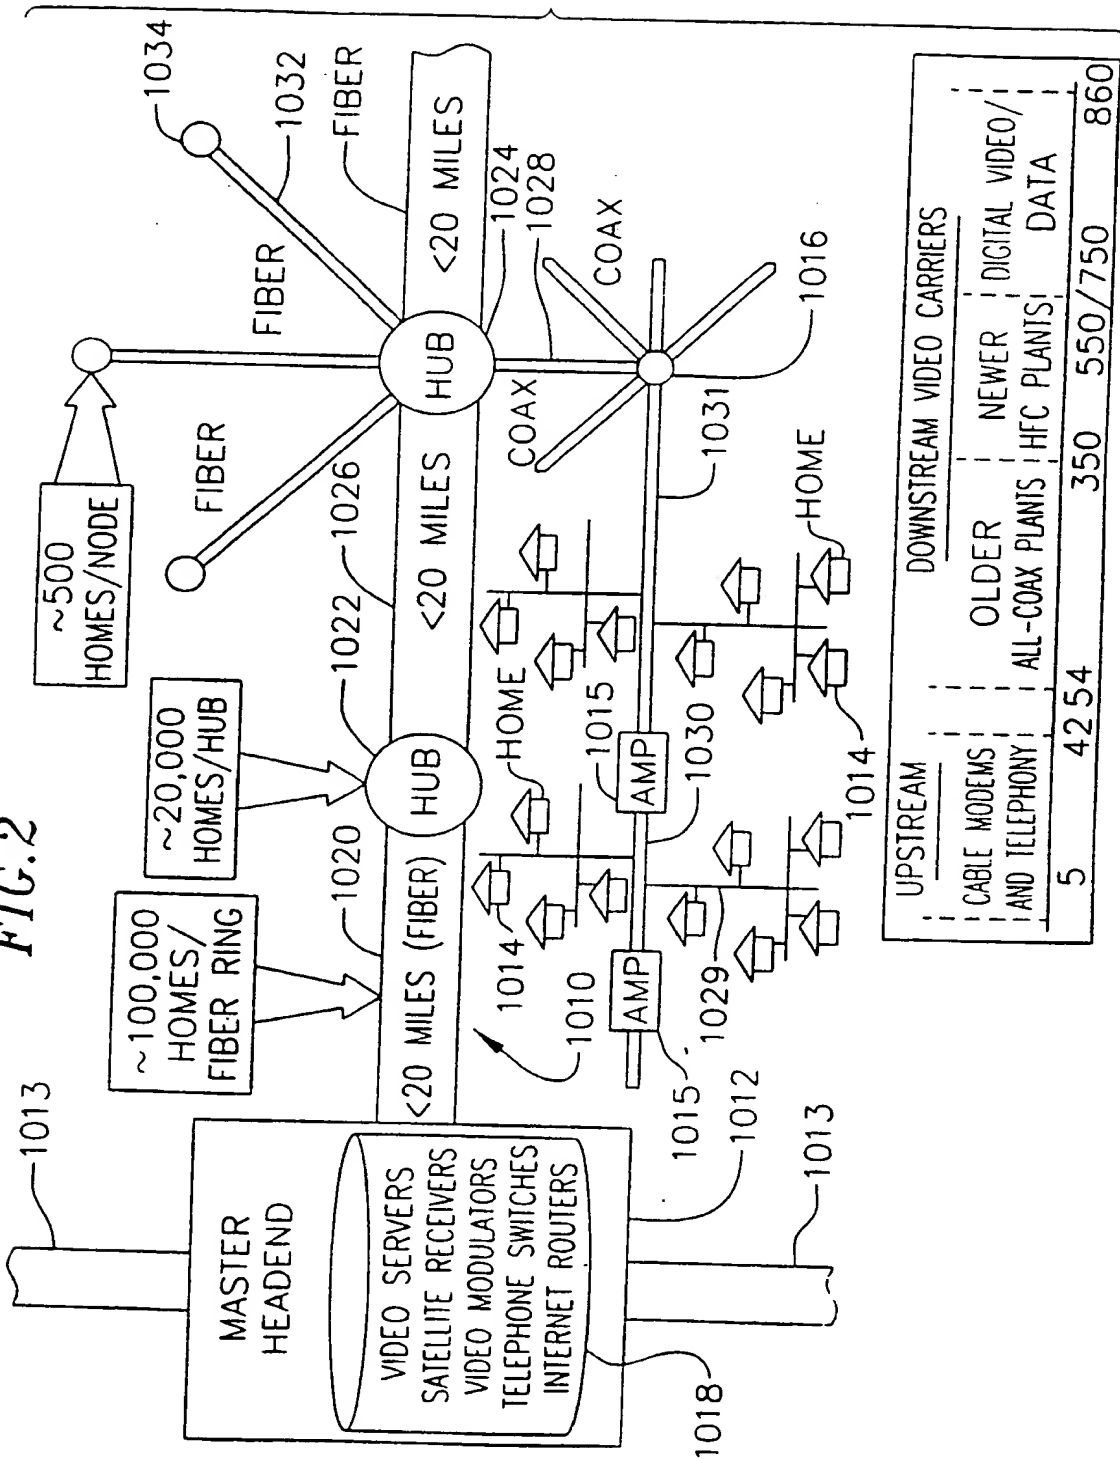 FIG.2
~100,000
HOMES/
FIBER RING
~20,000
HOMES/HUB
~500
HOMES/NODE
1013
MASTER
HEADEND
VIDEO SERVERS
SATELLITE RECEIVERS
VIDEO MODULATORS
TELEPHONE SWITCHES
INTERNET ROUTERS
1018
1012
1013
1020
<20 MILES (FIBER)
1010
1022
HUB
1026
<20 MILES
FIBER
FIBER
1034
1032
FIBER
HUB
<20 MILES
1024
1028
COAX
COAX
1016
1031
1014
HOME
HOME
AMP
1015
1029
AMP
1015
1030
1014
UPSTREAM
DOWNSTREAM VIDEO CARRIERS
CABLE MODEMS
AND TELEPHONY
OLDER
ALL-COAX PLANTS
NEWER
HFC PLANTS
DIGITAL VIDEO/
DATA
5 42 54 350 550/750 860